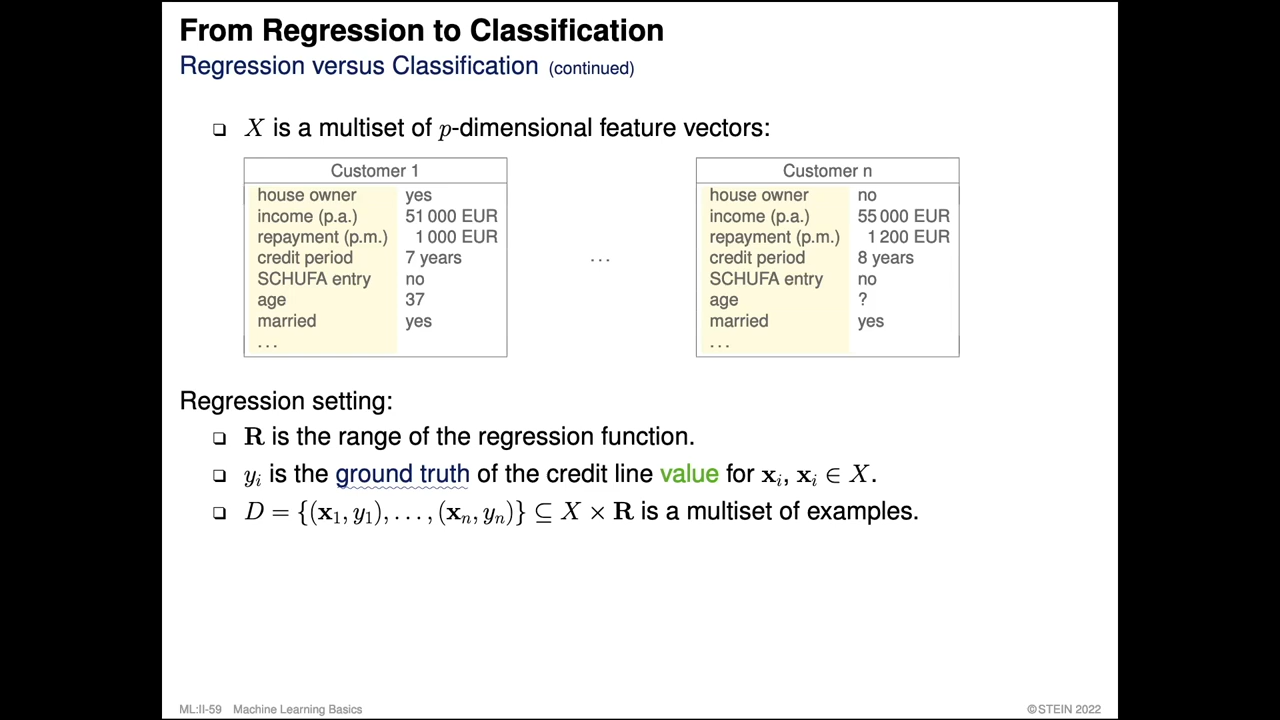 From Regression to Classification
Regression versus Classification (continued)
❑ X is a multiset of p-dimensional feature vectors:
Customer 1
house owner yes
income (p.a.) 51 000 EUR
repayment (p.m.) 1 000 EUR
credit period 7 years
SCHUFA entry no
age 37
married yes
. . .
. . .
Customer n
house owner no
income (p.a.) 55 000 EUR
repayment (p.m.) 1 200 EUR
credit period 8 years
SCHUFA entry no
age ?
married yes
. . .
Regression setting:
❑ R is the range of the regression function.
❑ yᵢ is the ground truth of the credit line value for xᵢ, xᵢ ∈ X.
❑ D = {(x₁, y₁), . . . , (xₙ, yₙ)} ⊆ X × R is a multiset of examples.
ML:II-59 Machine Learning Basics
©STEIN 2022